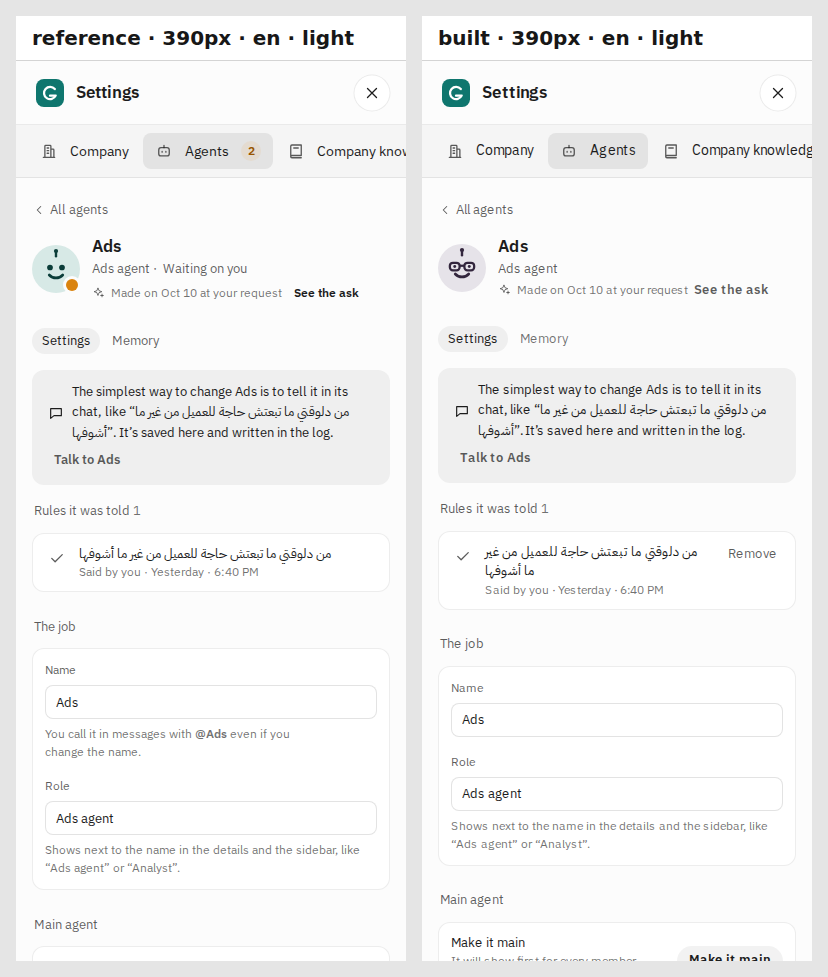 reference · 390px · en · light
Settings
Company
Agents 2
Company know
All agents
Ads
Ads agent · Waiting on you
Made on Oct 10 at your request See the ask
Settings
Memory
The simplest way to change Ads is to tell it in its
chat, like “من دلوقتي ما تبعتش حاجة للعميل من غير ما
أشوفها”. It’s saved here and written in the log.
Talk to Ads
Rules it was told 1
من دلوقتي ما تبعتش حاجة للعميل من غير ما أشوفها
Said by you · Yesterday · 6:40 PM
The job
Name
Ads
You call it in messages with @Ads even if you
change the name.
Role
Ads agent
Shows next to the name in the details and the sidebar, like
“Ads agent” or “Analyst”.
Main agent
built · 390px · en · light
Settings
Company
Agents
Company knowledg
All agents
Ads
Ads agent
Made on Oct 10 at your request See the ask
Settings
Memory
The simplest way to change Ads is to tell it in its
chat, like “من دلوقتي ما تبعتش حاجة للعميل من غير ما
أشوفها”. It’s saved here and written in the log.
Talk to Ads
Rules it was told 1
من دلوقتي ما تبعتش حاجة للعميل من غير
ما أشوفها
Remove
Said by you · Yesterday · 6:40 PM
The job
Name
Ads
Role
Ads agent
Shows next to the name in the details and the sidebar, like
“Ads agent” or “Analyst”.
Main agent
Make it main
It will show first for every member
Make it main